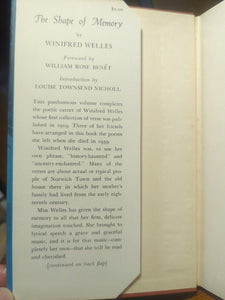 $2.00
The Shape of Memory
by
WINIFRED WELLES
Foreword by
WILLIAM ROSE BENÉT
Introduction by
LOUISE TOWNSEND NICHOLL
THIS posthumous volume completes
the poetic career of Winifred Welles
whose first collection of verse was pub-
lished in 1919. Three of her friends
have arranged in this book the poems
she left when she died in 1939.
Winifred Welles was, to use her
own phrase, "history-haunted" and
"ancestry-enchanted." Many of the
verses are about actual or typical peo-
ple of Norwich Town and the old
house there in which her mother's
family had lived from the early eigh-
teenth century.
Miss Welles has given the shape of
memory to all that her firm, delicate
imagination touched. She brought to
lyrical speech a grave and graceful
music, and it is for that music—com-
pletely her own—that she will be read
and cherished.
[continued on back flap]